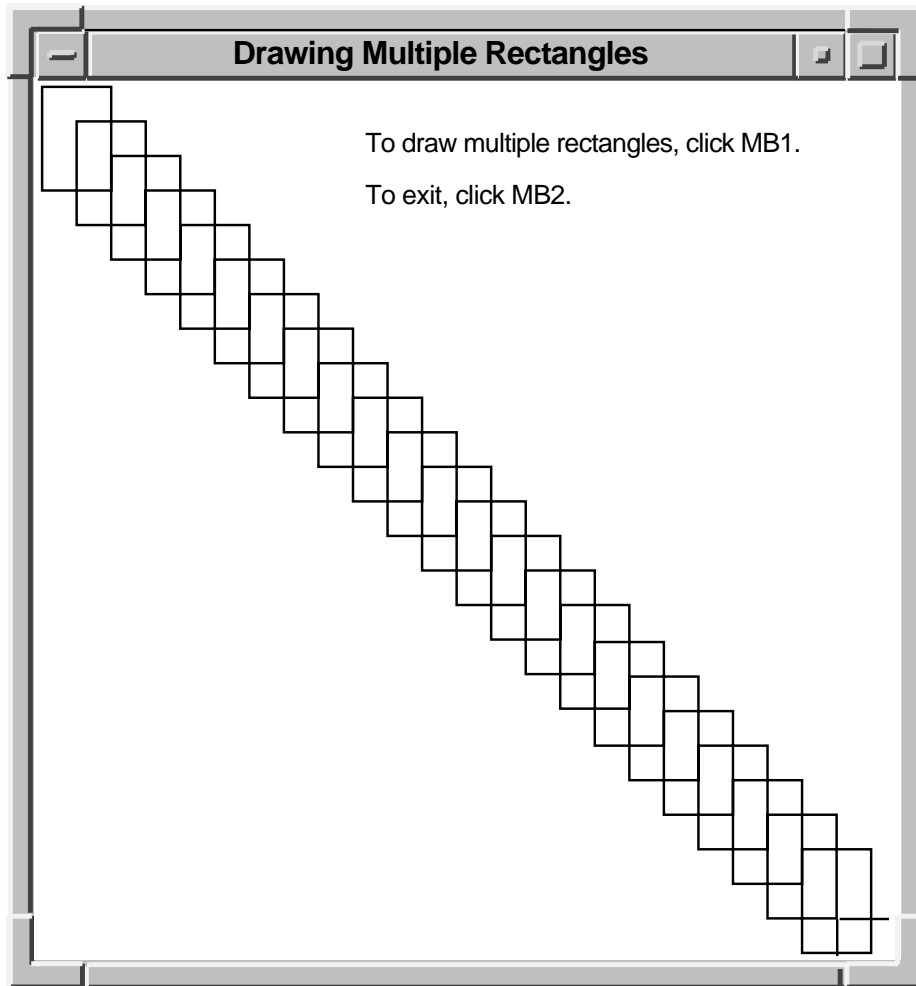 Drawing Multiple Rectangles
To draw multiple rectangles, click MB1.
To exit, click MB2.